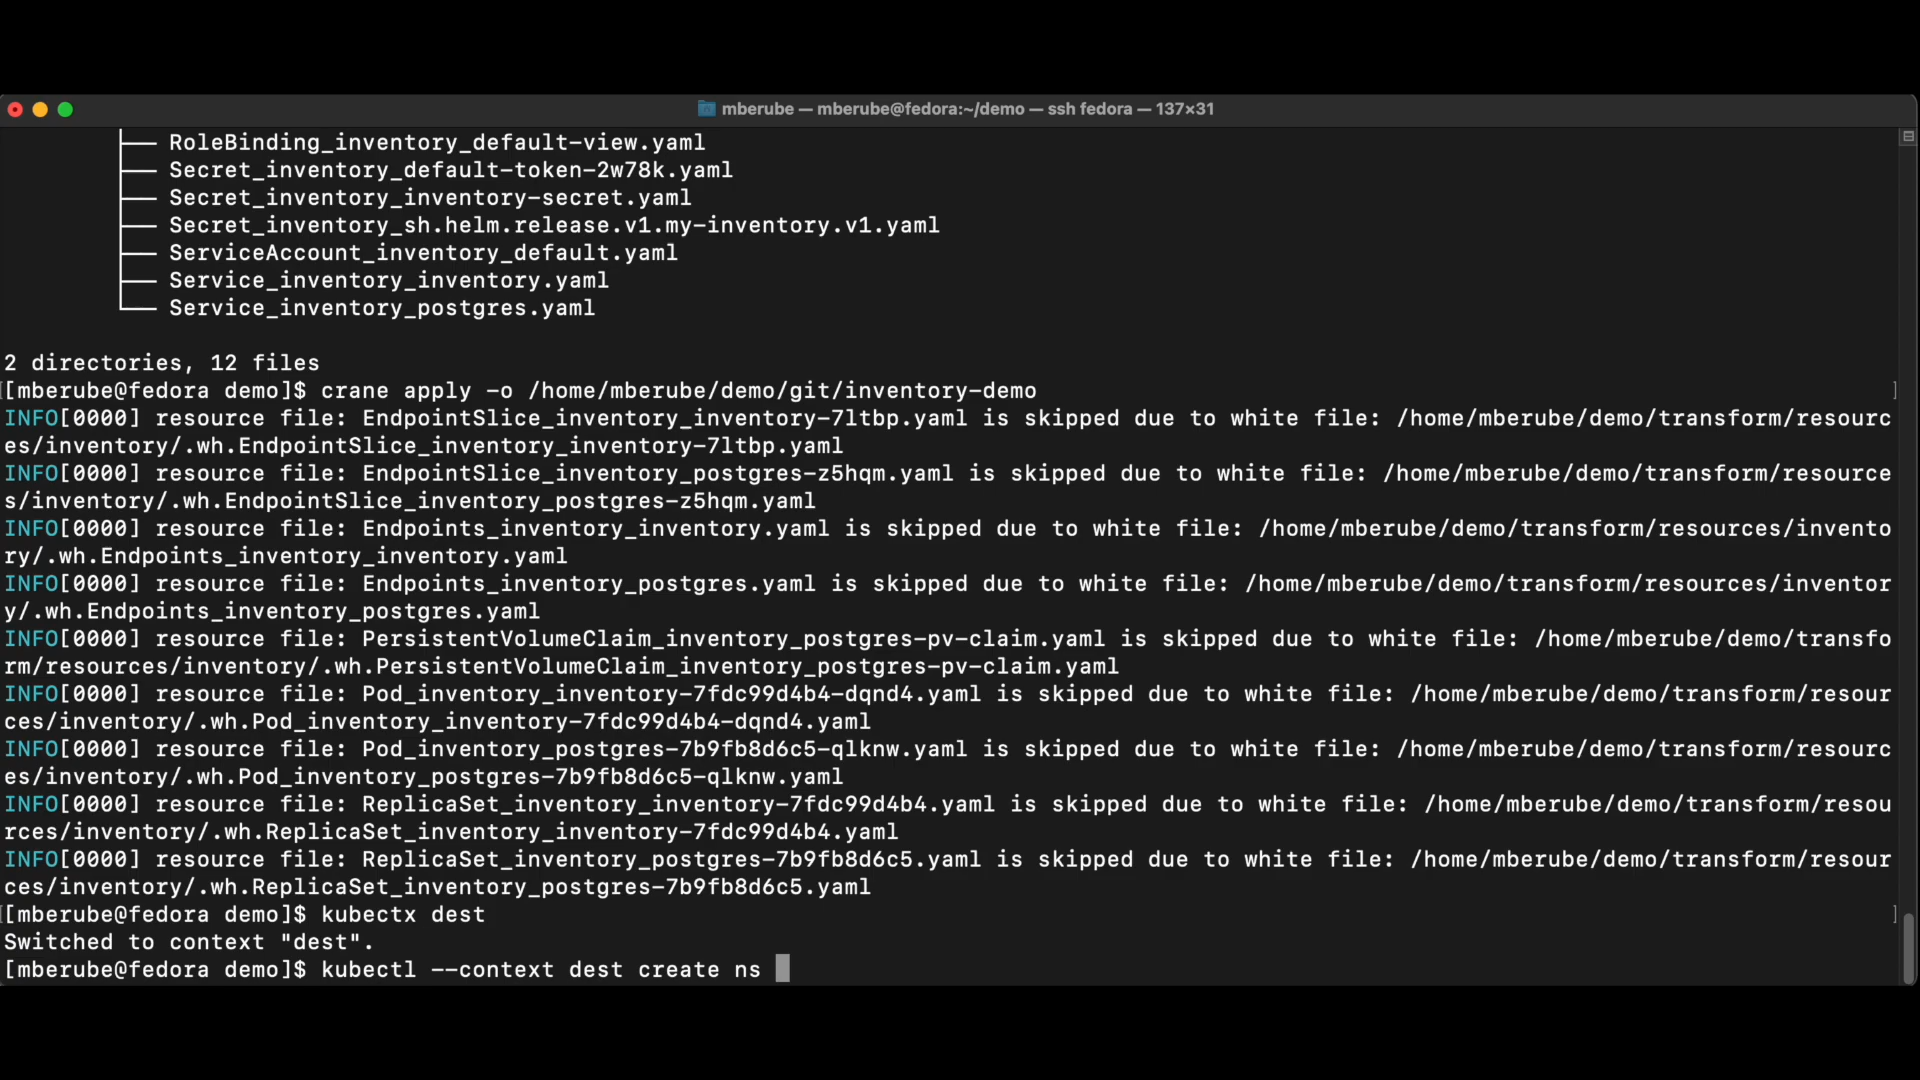 mberube — mberube@fedora:~/demo — ssh fedora — 137×31
├── RoleBinding_inventory_default-view.yaml
├── Secret_inventory_default-token-2w78k.yaml
├── Secret_inventory_inventory-secret.yaml
├── Secret_inventory_sh.helm.release.v1.my-inventory.v1.yaml
├── ServiceAccount_inventory_default.yaml
├── Service_inventory_inventory.yaml
└── Service_inventory_postgres.yaml
2 directories, 12 files
[mberube@fedora demo]$ crane apply -o /home/mberube/demo/git/inventory-demo
INFO[0000] resource file: EndpointSlice_inventory_inventory-7ltbp.yaml is skipped due to white file: /home/mberube/demo/transform/resourc
es/inventory/.wh.EndpointSlice_inventory_inventory-7ltbp.yaml
INFO[0000] resource file: EndpointSlice_inventory_postgres-z5hqm.yaml is skipped due to white file: /home/mberube/demo/transform/resource
s/inventory/.wh.EndpointSlice_inventory_postgres-z5hqm.yaml
INFO[0000] resource file: Endpoints_inventory_inventory.yaml is skipped due to white file: /home/mberube/demo/transform/resources/invento
ry/.wh.Endpoints_inventory_inventory.yaml
INFO[0000] resource file: Endpoints_inventory_postgres.yaml is skipped due to white file: /home/mberube/demo/transform/resources/inventor
y/.wh.Endpoints_inventory_postgres.yaml
INFO[0000] resource file: PersistentVolumeClaim_inventory_postgres-pv-claim.yaml is skipped due to white file: /home/mberube/demo/transfo
rm/resources/inventory/.wh.PersistentVolumeClaim_inventory_postgres-pv-claim.yaml
INFO[0000] resource file: Pod_inventory_inventory-7fdc99d4b4-dqnd4.yaml is skipped due to white file: /home/mberube/demo/transform/resour
ces/inventory/.wh.Pod_inventory_inventory-7fdc99d4b4-dqnd4.yaml
INFO[0000] resource file: Pod_inventory_postgres-7b9fb8d6c5-qlknw.yaml is skipped due to white file: /home/mberube/demo/transform/resourc
es/inventory/.wh.Pod_inventory_postgres-7b9fb8d6c5-qlknw.yaml
INFO[0000] resource file: ReplicaSet_inventory_inventory-7fdc99d4b4.yaml is skipped due to white file: /home/mberube/demo/transform/resou
rces/inventory/.wh.ReplicaSet_inventory_inventory-7fdc99d4b4.yaml
INFO[0000] resource file: ReplicaSet_inventory_postgres-7b9fb8d6c5.yaml is skipped due to white file: /home/mberube/demo/transform/resour
ces/inventory/.wh.ReplicaSet_inventory_postgres-7b9fb8d6c5.yaml
[mberube@fedora demo]$ kubectx dest
Switched to context "dest".
[mberube@fedora demo]$ kubectl --context dest create ns